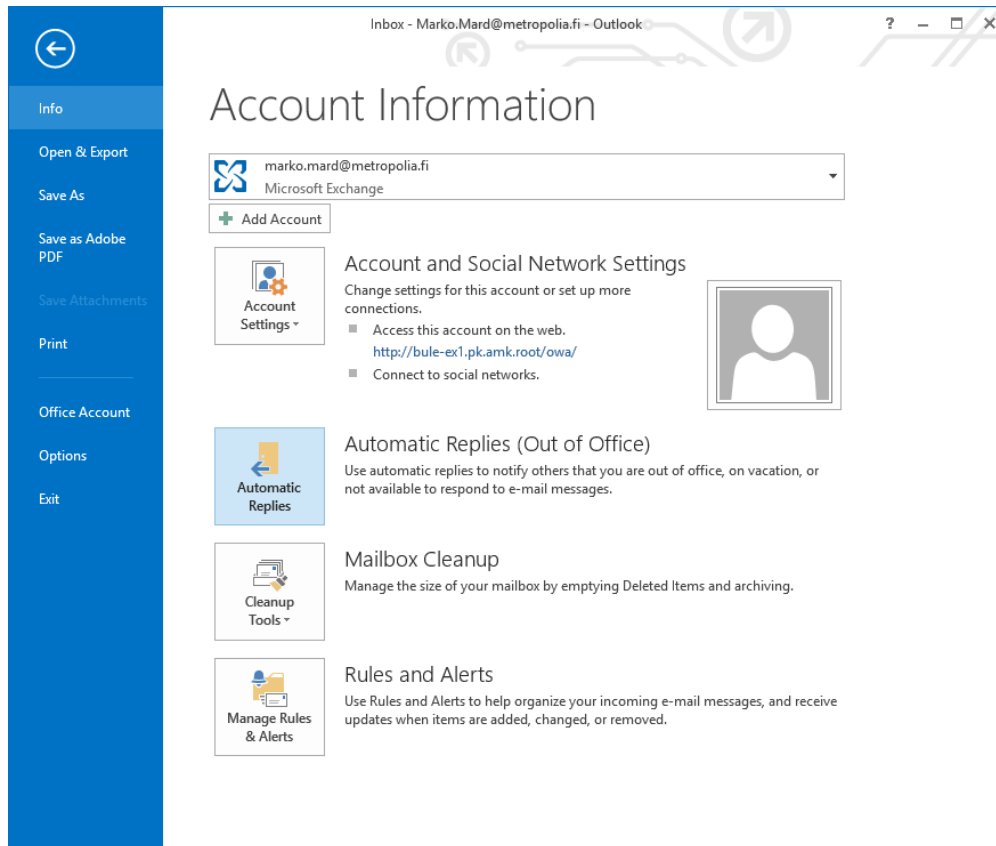 Inbox - Marko.Mard@metropolia.fi - Outlook
?
Info
Open & Export
Save As
Save as Adobe
PDF
Save Attachments
Print
Office Account
Options
Exit
Account Information
marko.mard@metropolia.fi
Microsoft Exchange
Add Account
Account
Settings
Account and Social Network Settings
Change settings for this account or set up more
connections.
Access this account on the web.
http://bule-ex1.pk.amk.root/owa/
Connect to social networks.
Automatic
Replies
Automatic Replies (Out of Office)
Use automatic replies to notify others that you are out of office, on vacation, or
not available to respond to e-mail messages.
Cleanup
Tools
Mailbox Cleanup
Manage the size of your mailbox by emptying Deleted Items and archiving.
Manage Rules
& Alerts
Rules and Alerts
Use Rules and Alerts to help organize your incoming e-mail messages, and receive
updates when items are added, changed, or removed.